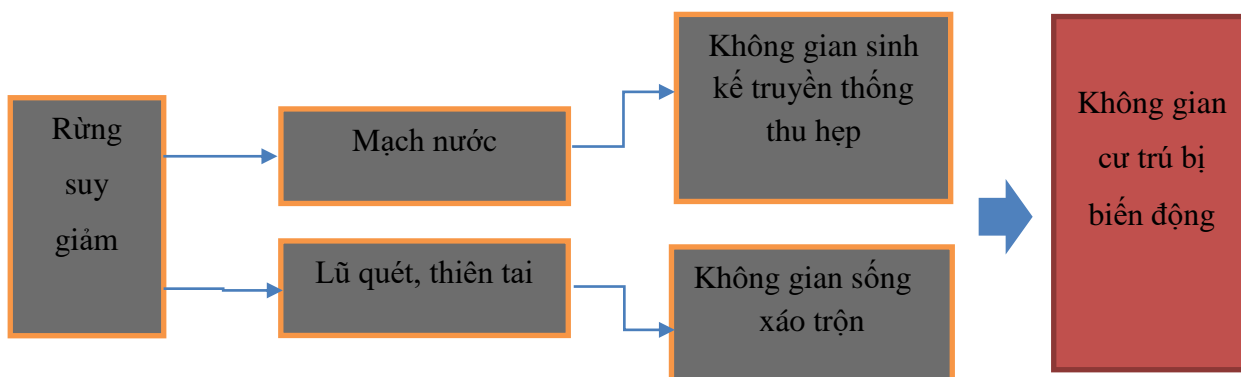 Rừng
suy
giảm
Mạch nước
Lũ quét, thiên tai
Không gian sinh
kế truyền thống
thu hẹp
Không gian sống
xáo trộn
Không gian
cư trú bị
biến động